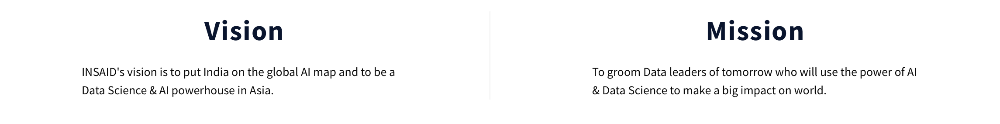 Vision
INSAID's vision is to put India on the global AI map and to be a
Data Science & AI powerhouse in Asia.
Mission
To groom Data leaders of tomorrow who will use the power of AI
& Data Science to make a big impact on world.